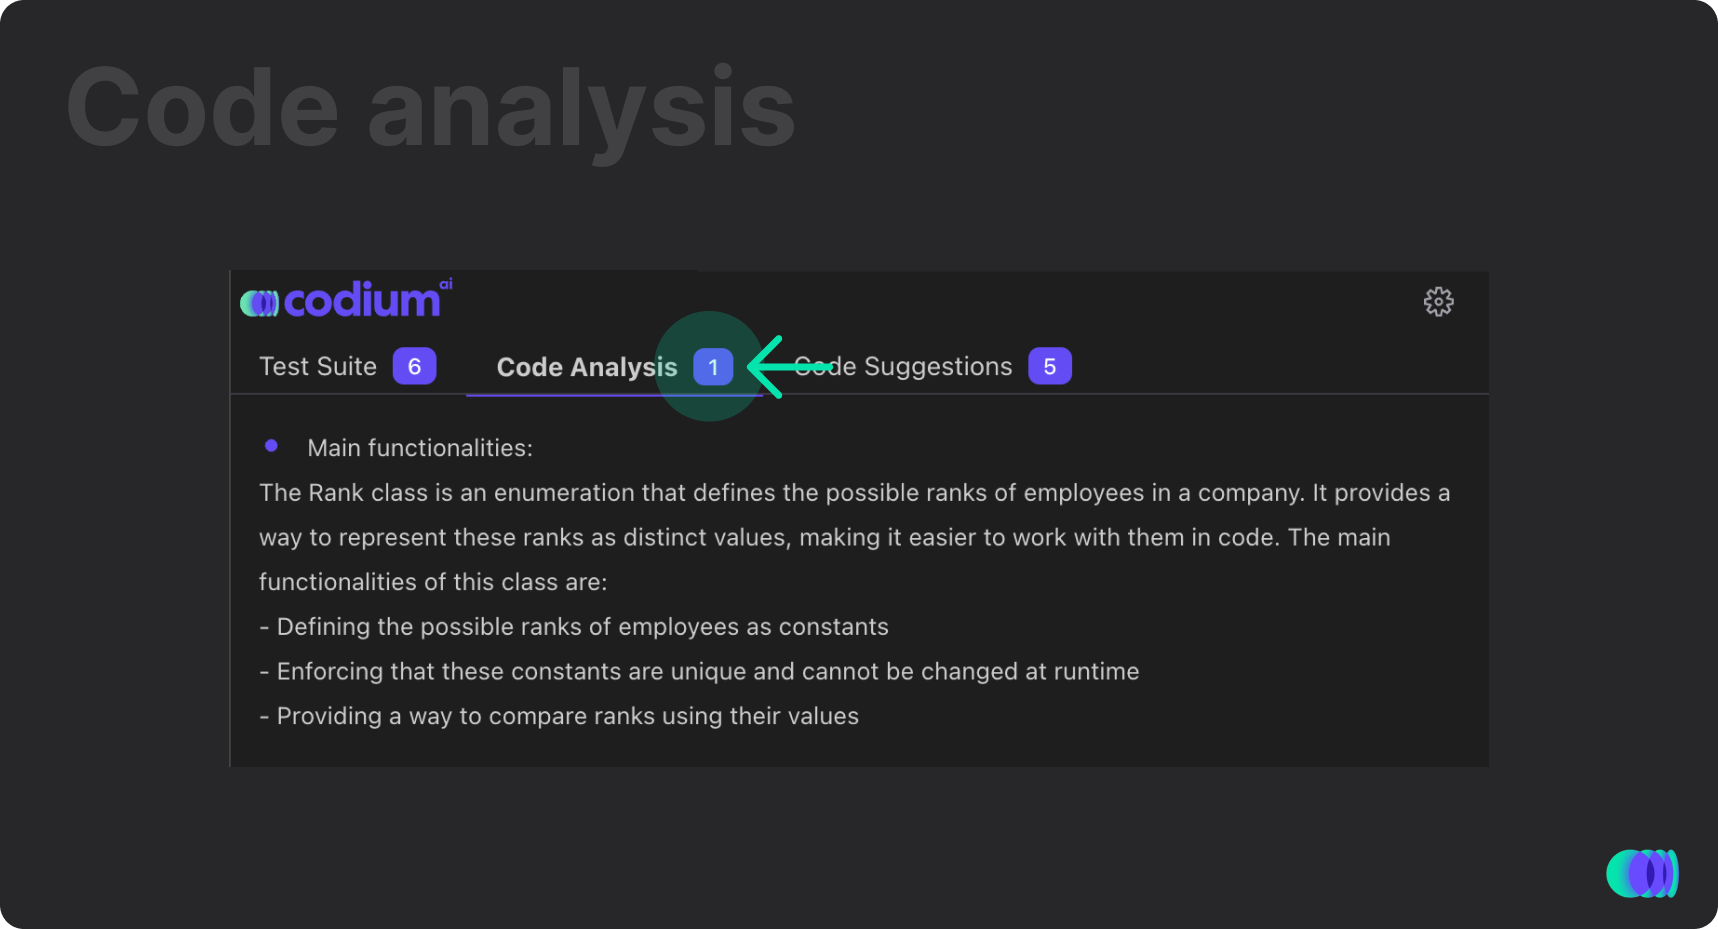 Code analysis
codium ai
Test Suite 6 Code Analysis 1 Code Suggestions 5
Main functionalities:
The Rank class is an enumeration that defines the possible ranks of employees in a company. It provides a
way to represent these ranks as distinct values, making it easier to work with them in code. The main
functionalities of this class are:
- Defining the possible ranks of employees as constants
- Enforcing that these constants are unique and cannot be changed at runtime
- Providing a way to compare ranks using their values